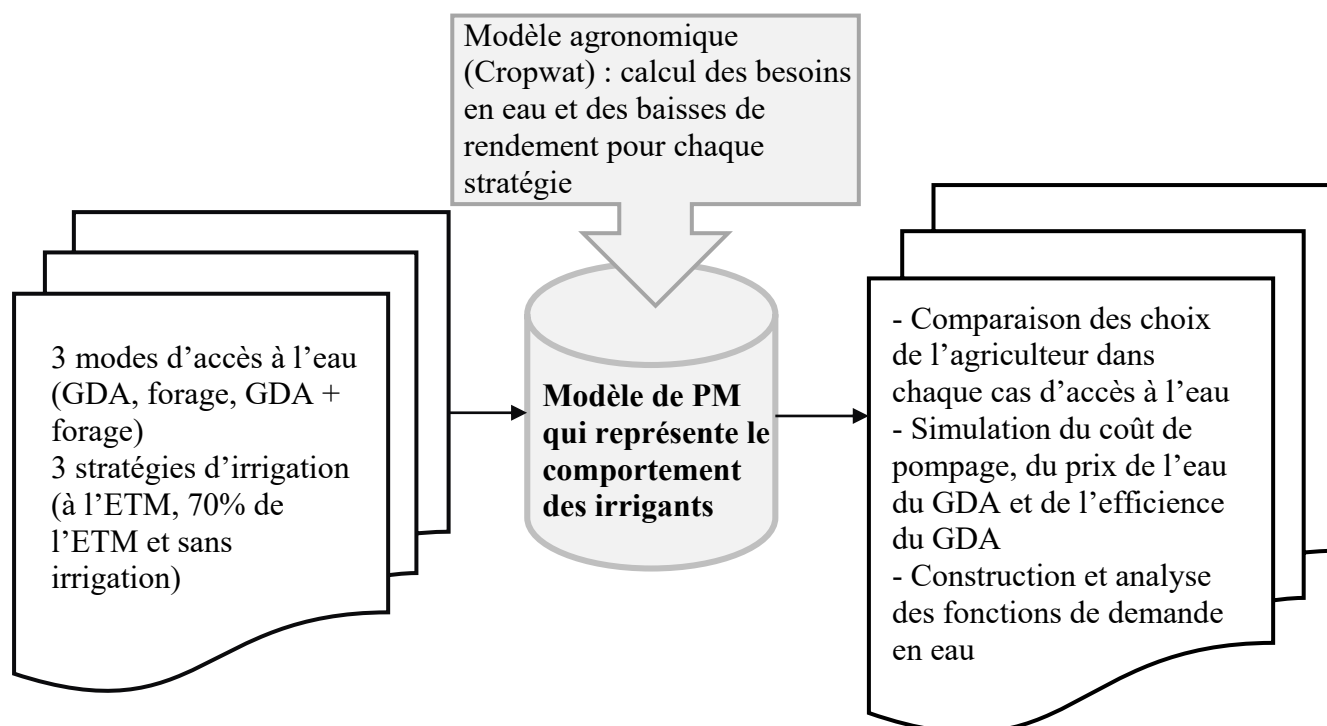 Modèle agronomique
(Cropwat) : calcul des besoins
en eau et des baisses de
rendement pour chaque
stratégie
3 modes d’accès à l’eau
(GDA, forage, GDA +
forage)
3 stratégies d’irrigation
(à l’ETM, 70% de
l’ETM et sans
irrigation)
Modèle de PM
qui représente le
comportement
des irrigants
- Comparaison des choix
de l’agriculteur dans
chaque cas d’accès à l’eau
- Simulation du coût de
pompage, du prix de l’eau
du GDA et de l’efficience
du GDA
- Construction et analyse
des fonctions de demande
en eau